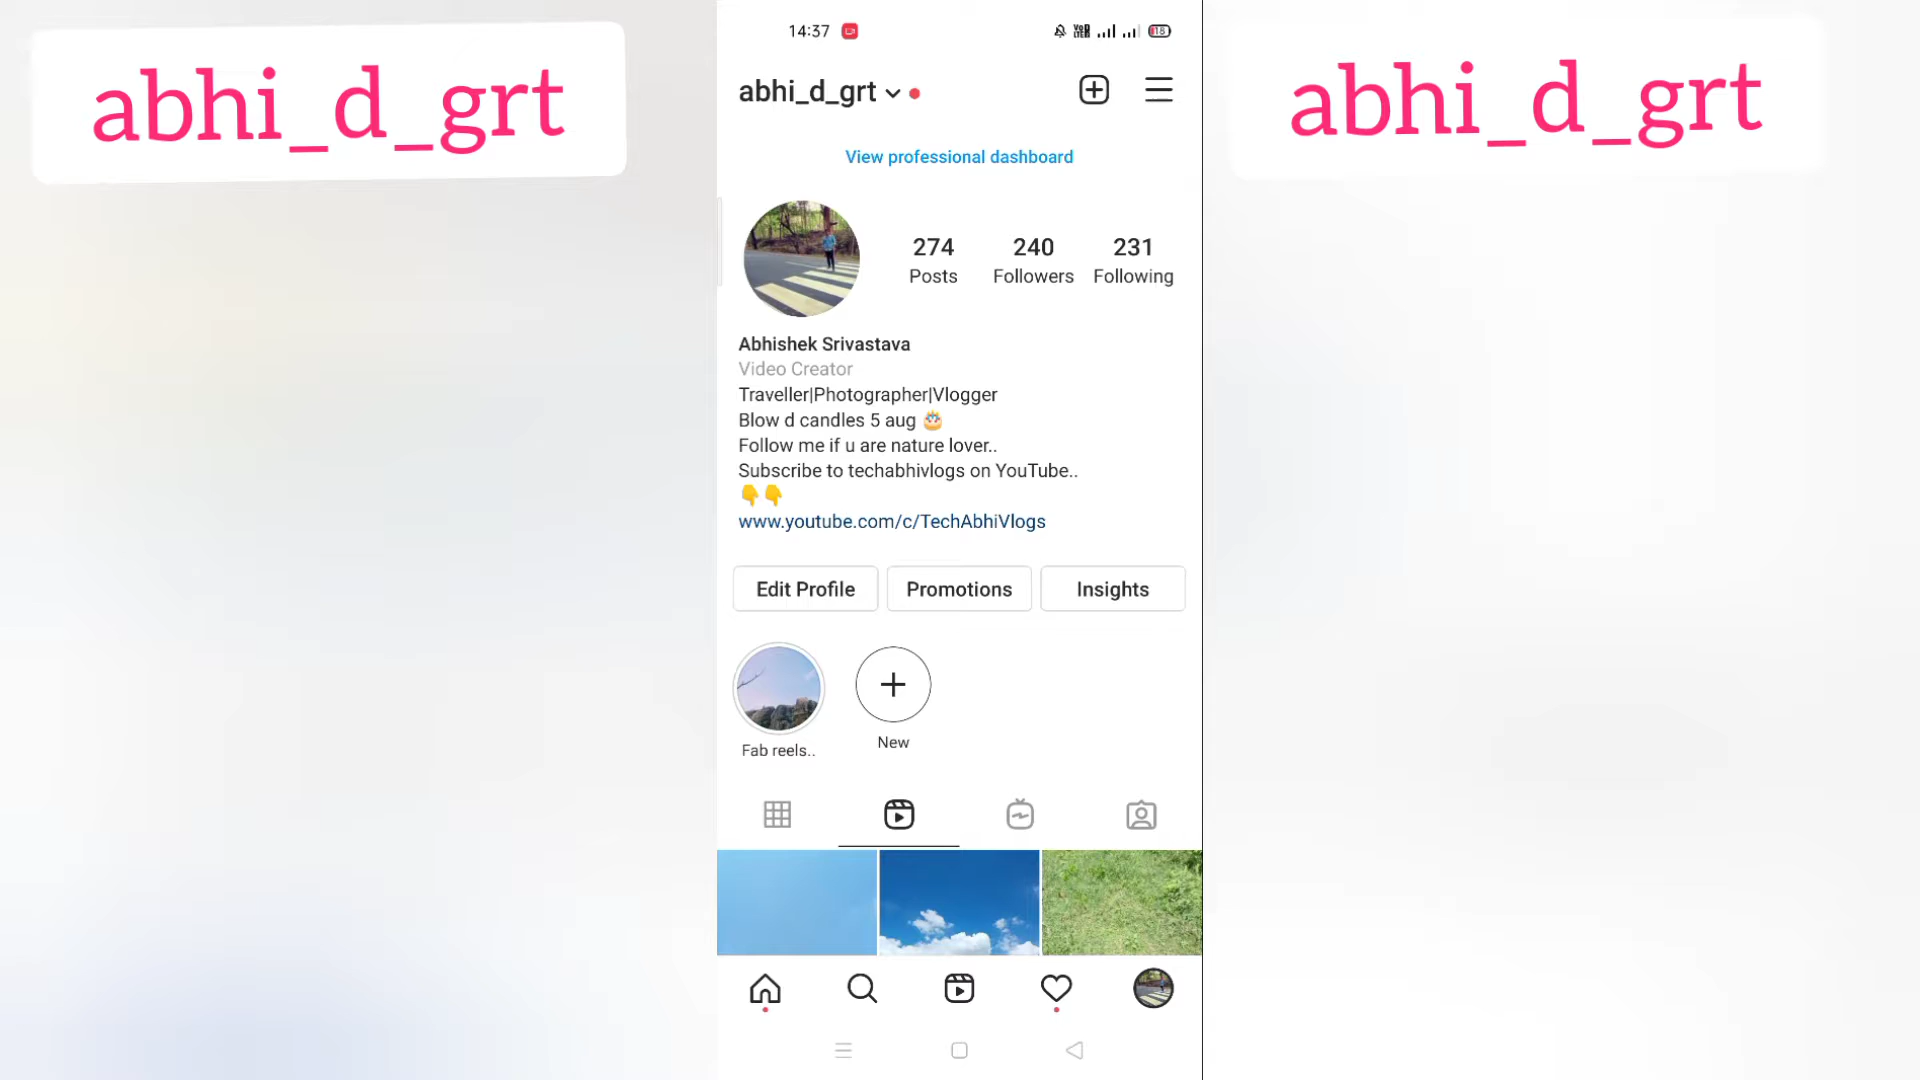 abhi_d_grt
14:37
VoLTE
18
abhi_d_grt
View professional dashboard
274
Posts
240
Followers
231
Following
Abhishek Srivastava
Video Creator
Traveller|Photographer|Vlogger
Blow d candles 5 aug 🎂
Follow me if u are nature lover..
Subscribe to techabhivlogs on YouTube..
👇👇
www.youtube.com/c/TechAbhiVlogs
Edit Profile
Promotions
Insights
Fab reels..
New
abhi_d_grt